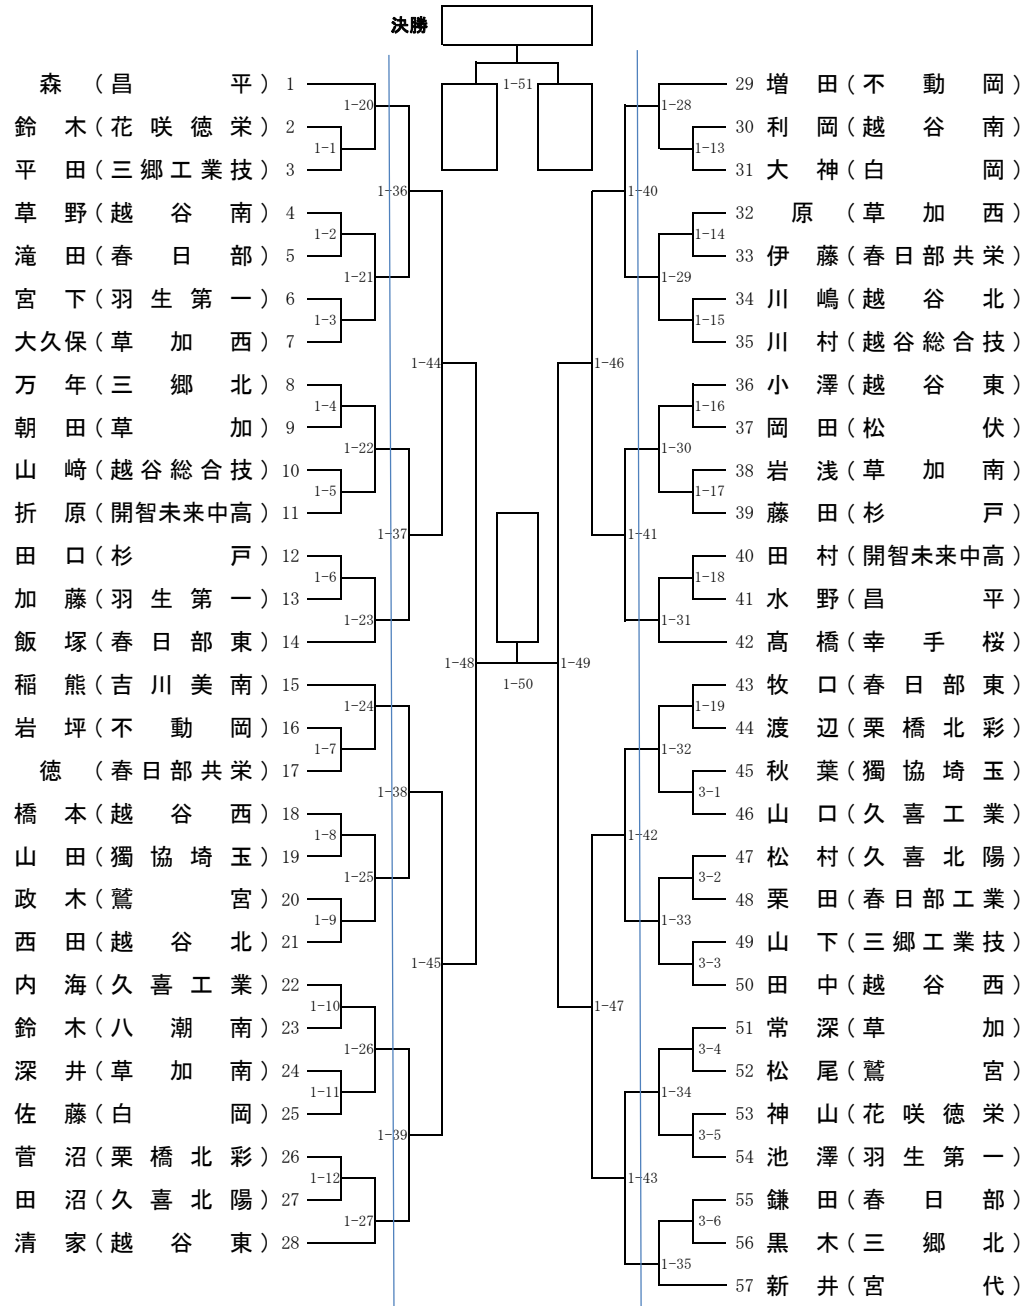 決勝
1-51
森 （昌 平） 1
1-20
鈴 木（花 咲 徳 栄） 2
1-1
平 田（三 郷 工 業 技） 3
1-36
草 野（越 谷 南） 4
1-2
滝 田（春 日 部） 5
1-21
宮 下（羽 生 第 一） 6
1-3
大久保（草 加 西） 7
1-44
万 年（三 郷 北） 8
1-4
朝 田（草 加） 9
1-22
山 﨑（越 谷 総 合 技） 10
1-5
折 原（開智未来中高） 11
1-37
田 口（杉 戸） 12
1-6
加 藤（羽 生 第 一） 13
1-23
飯 塚（春 日 部 東） 14
1-48
稲 熊（吉 川 美 南） 15
1-24
岩 坪（不 動 岡） 16
1-7
徳 （春 日 部 共 栄） 17
1-38
橋 本（越 谷 西） 18
1-8
山 田（獨 協 埼 玉） 19
1-25
政 木（鷲 宮） 20
1-9
西 田（越 谷 北） 21
1-45
内 海（久 喜 工 業） 22
1-10
鈴 木（八 潮 南） 23
1-26
深 井（草 加 南） 24
1-11
佐 藤（白 岡） 25
1-39
菅 沼（栗 橋 北 彩） 26
1-12
田 沼（久 喜 北 陽） 27
1-27
清 家（越 谷 東） 28
1-50
29 増 田（不 動 岡）
1-28
30 利 岡（越 谷 南）
1-13
31 大 神（白 岡）
1-40
32 原 （草 加 西）
1-14
33 伊 藤（春 日 部 共 栄）
1-29
34 川 嶋（越 谷 北）
1-15
35 川 村（越 谷 総 合 技）
1-46
36 小 澤（越 谷 東）
1-16
37 岡 田（松 伏）
1-30
38 岩 浅（草 加 南）
1-17
39 藤 田（杉 戸）
1-41
40 田 村（開智未来中高）
1-18
41 水 野（昌 平）
1-31
42 髙 橋（幸 手 桜）
1-49
43 牧 口（春 日 部 東）
1-19
44 渡 辺（栗 橋 北 彩）
1-32
45 秋 葉（獨 協 埼 玉）
3-1
46 山 口（久 喜 工 業）
1-42
47 松 村（久 喜 北 陽）
3-2
48 栗 田（春 日 部 工 業）
1-33
49 山 下（三 郷 工 業 技）
3-3
50 田 中（越 谷 西）
1-47
51 常 深（草 加）
3-4
52 松 尾（鷲 宮）
1-34
53 神 山（花 咲 徳 栄）
3-5
54 池 澤（羽 生 第 一）
1-43
55 鎌 田（春 日 部）
3-6
56 黒 木（三 郷 北）
1-35
57 新 井（宮 代）